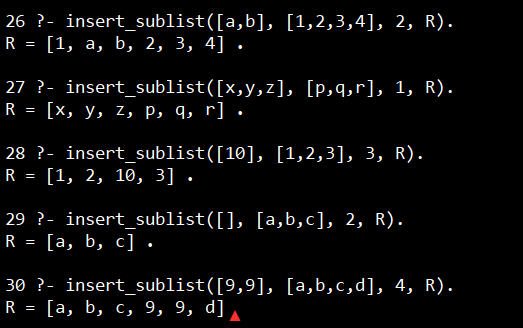 26 ?- insert_sublist([a,b], [1,2,3,4], 2, R).
R = [1, a, b, 2, 3, 4] .
27 ?- insert_sublist([x,y,z], [p,q,r], 1, R).
R = [x, y, z, p, q, r] .
28 ?- insert_sublist([10], [1,2,3], 3, R).
R = [1, 2, 10, 3] .
29 ?- insert_sublist([], [a,b,c], 2, R).
R = [a, b, c] .
30 ?- insert_sublist([9,9], [a,b,c,d], 4, R).
R = [a, b, c, 9, 9, d]